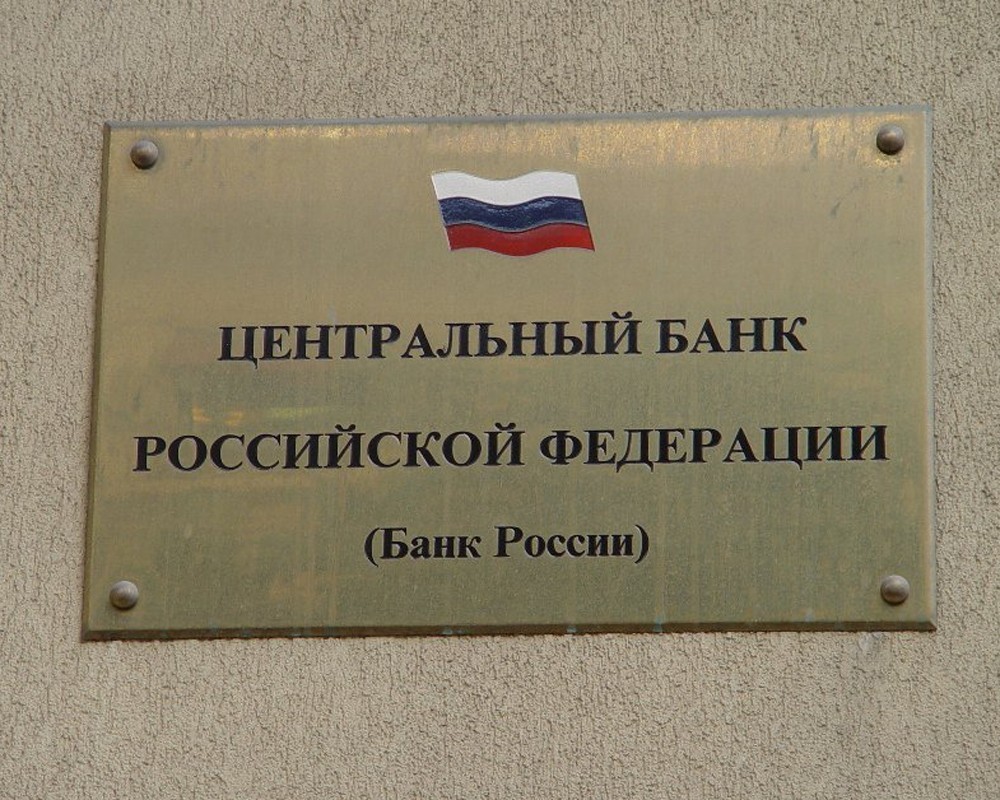 ЦЕНТРАЛЬНЫЙ БАНК
РОССИЙСКОЙ ФЕДЕРАЦИИ
(Банк России)